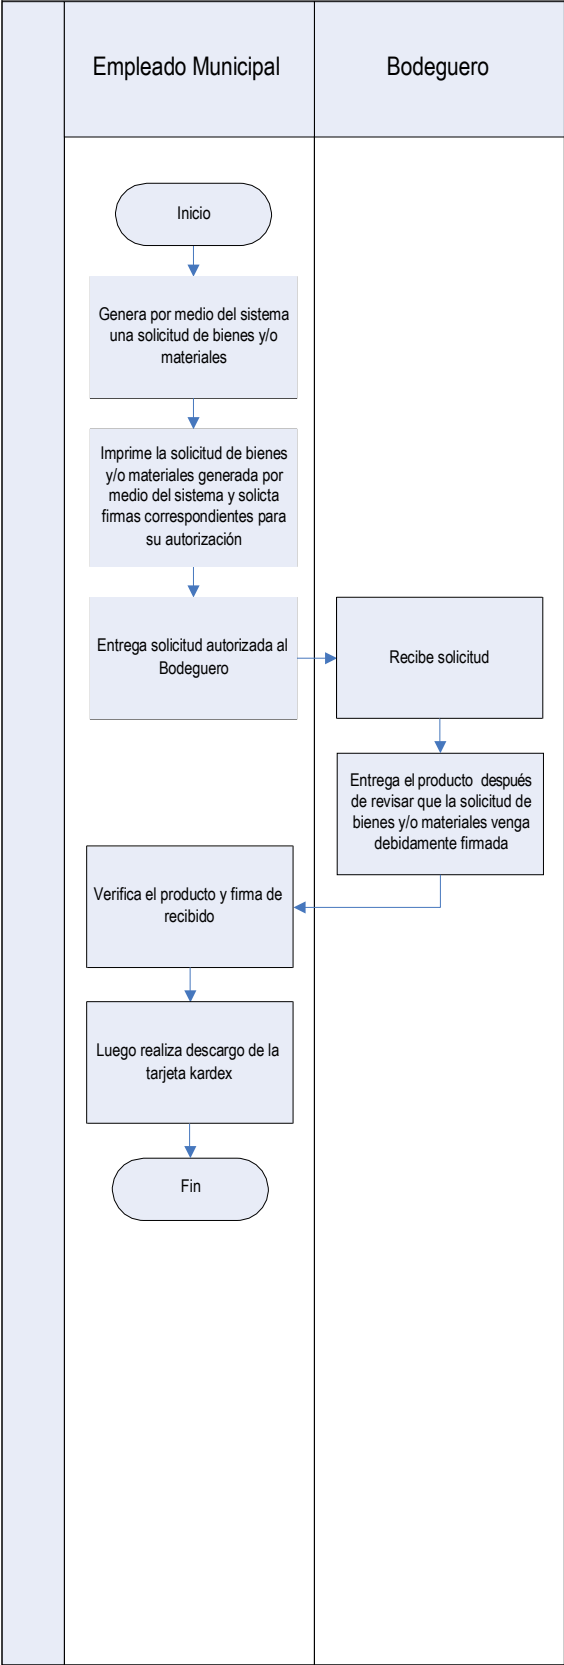 Empleado Municipal
Bodeguero
Inicio
Genera por medio del sistema
una solicitud de bienes y/o
materiales
Imprime la solicitud de bienes
y/o materiales generada por
medio del sistema y solicta
firmas correspondientes para
su autorización
Entrega solicitud autorizada al
Bodeguero
Recibe solicitud
Entrega el producto después
de revisar que la solicitud de
bienes y/o materiales venga
debidamente firmada
Verifica el producto y firma de
recibido
Luego realiza descargo de la
tarjeta kardex
Fin